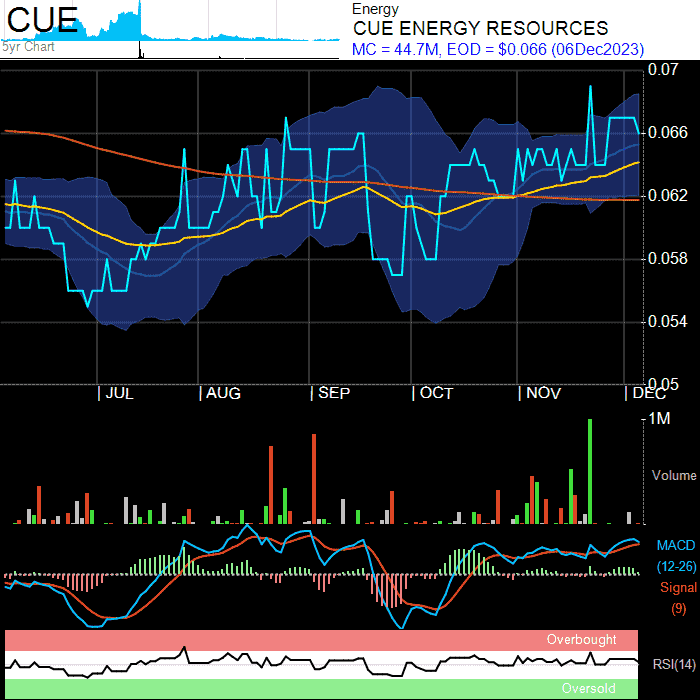 CUE
5yr Chart
Energy
CUE ENERGY RESOURCES
MC = 44.7M, EOD = $0.066 (06Dec2023)
0.07
0.066
0.062
0.058
0.054
0.05
| JUL | AUG | SEP | OCT | NOV | DEC
1M
Volume
MACD
(12-26)
Signal
(9)
Overbought
RSI(14)
Oversold